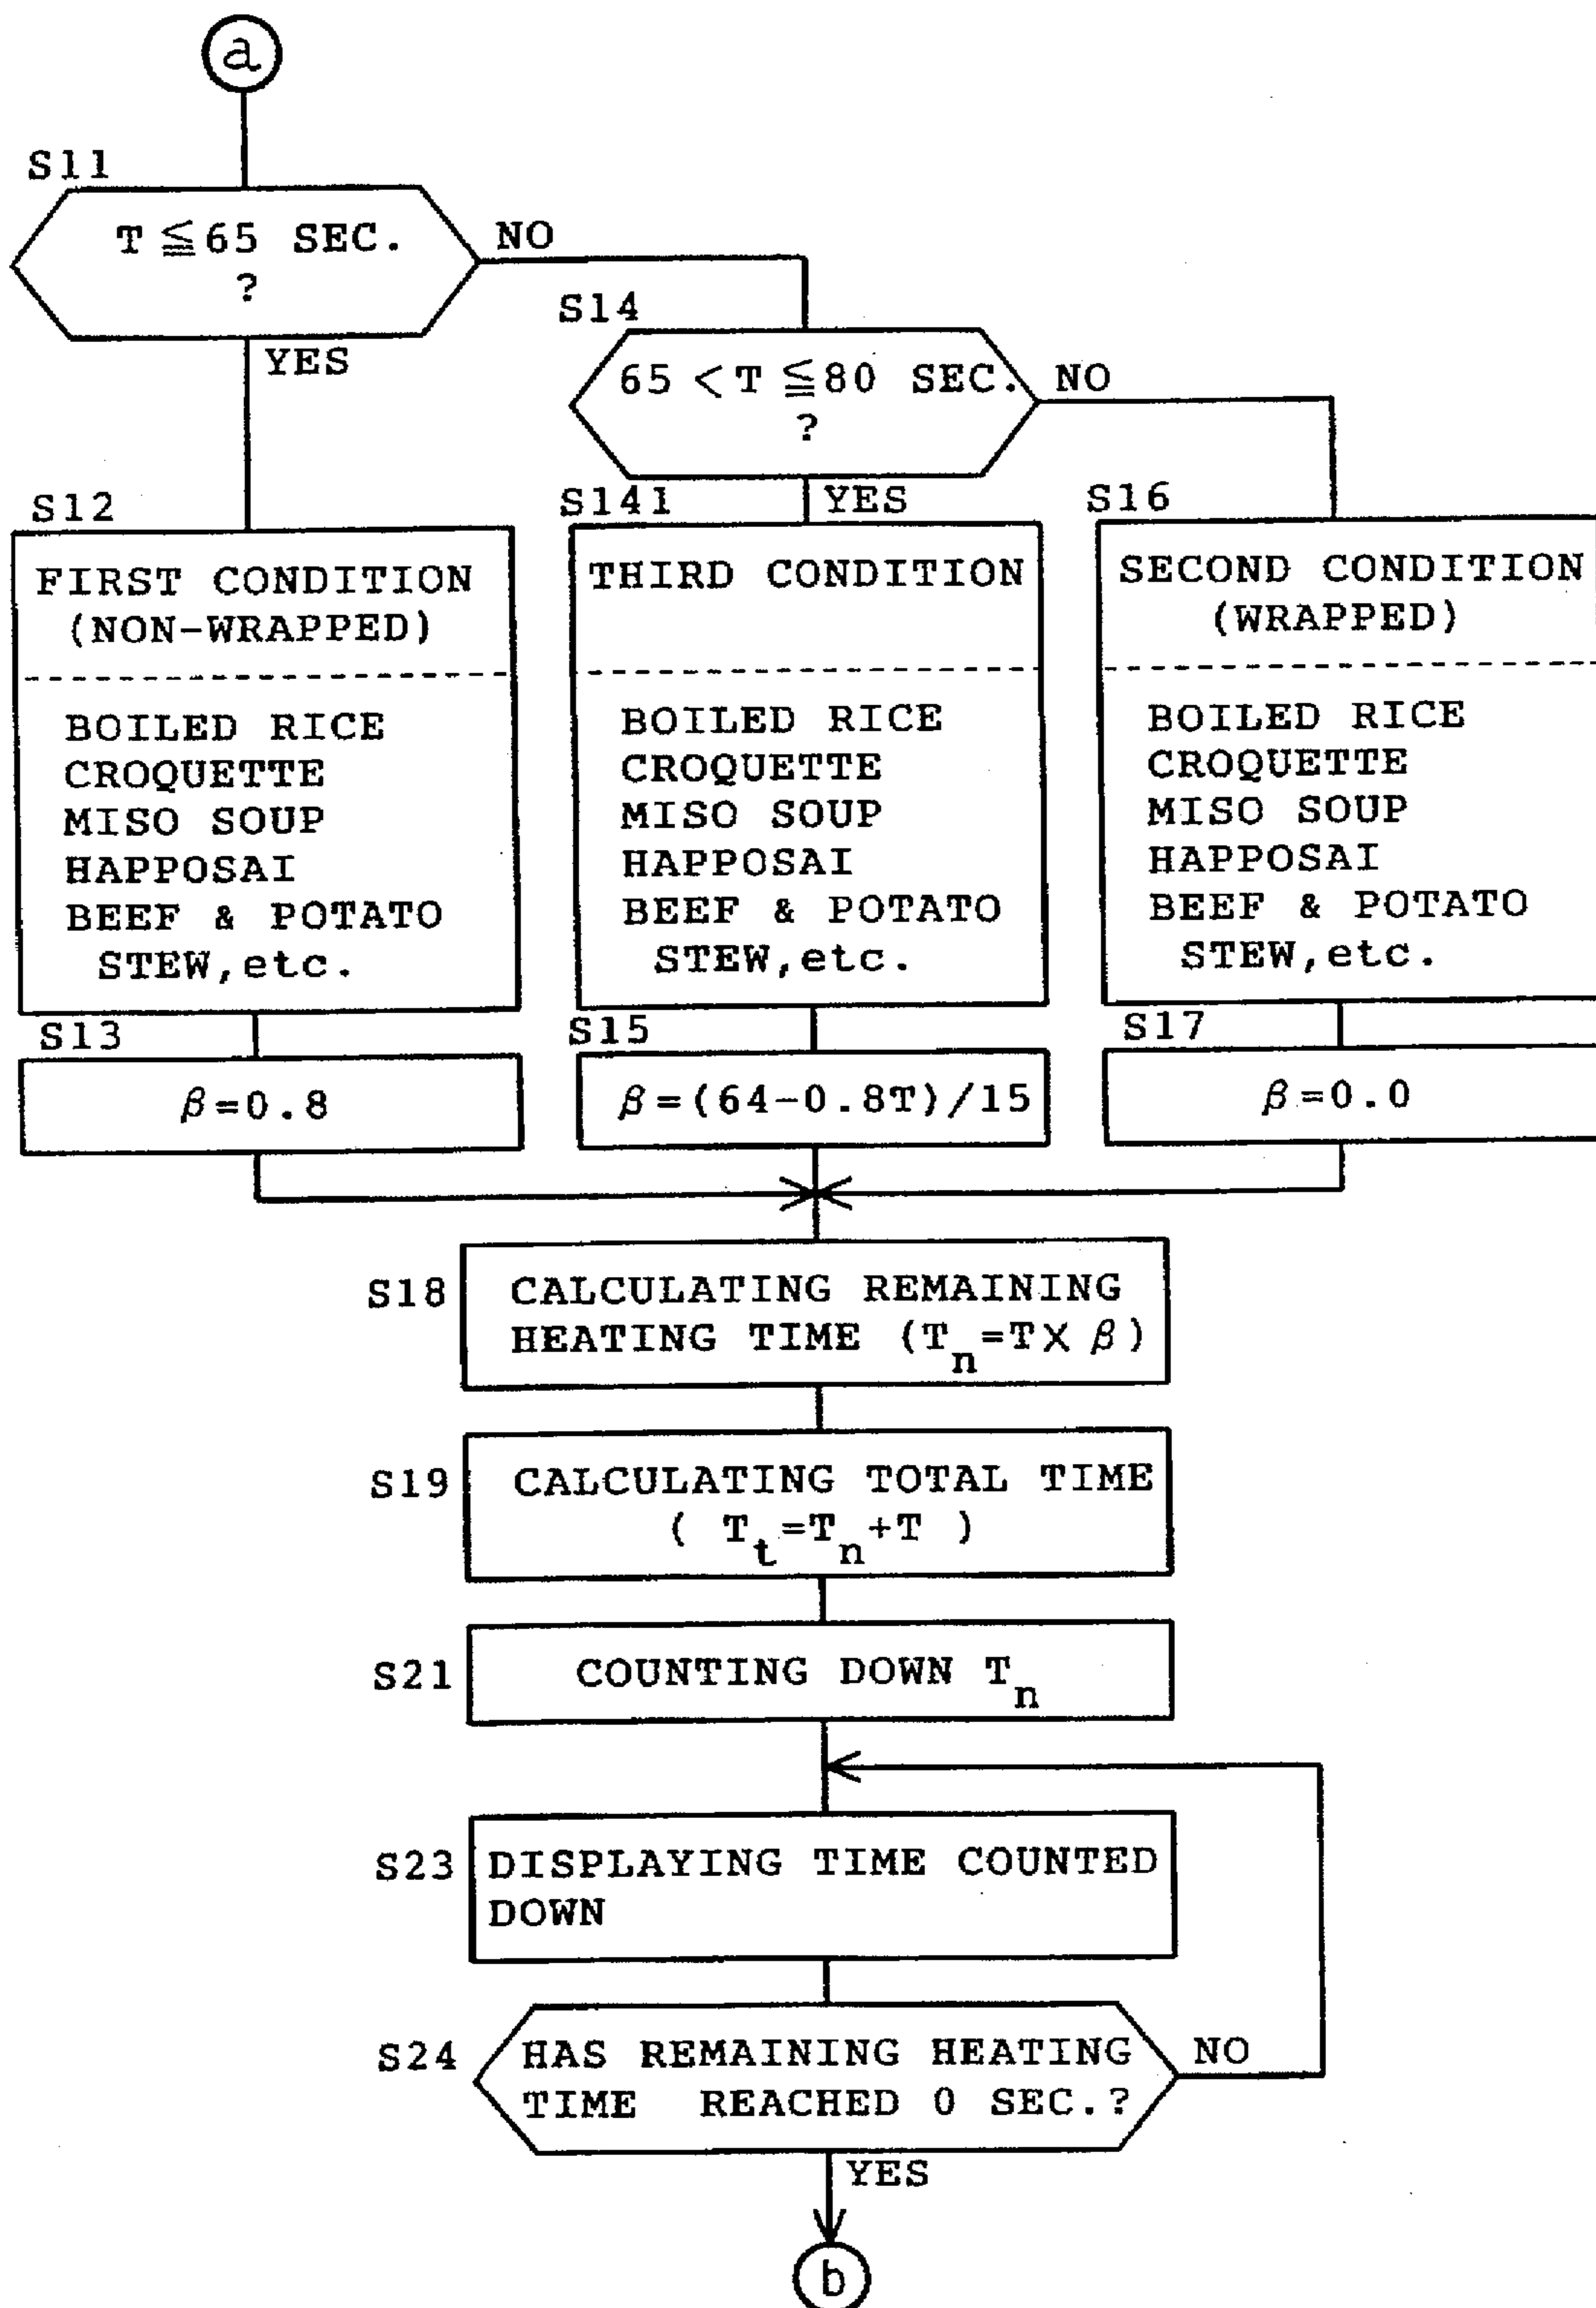 a
S11
T ≦ 65 SEC.
?
NO
YES
S14
65 < T ≦ 80 SEC.
?
NO
YES
S12
FIRST CONDITION
(NON-WRAPPED)
BOILED RICE
CROQUETTE
MISO SOUP
HAPPOSAI
BEEF & POTATO
STEW,etc.
S13
β=0.8
S141
THIRD CONDITION
BOILED RICE
CROQUETTE
MISO SOUP
HAPPOSAI
BEEF & POTATO
STEW,etc.
S15
β=(64-0.8T)/15
S16
SECOND CONDITION
(WRAPPED)
BOILED RICE
CROQUETTE
MISO SOUP
HAPPOSAI
BEEF & POTATO
STEW,etc.
S17
β=0.0
S18
CALCULATING REMAINING
HEATING TIME (Tn=T×β)
S19
CALCULATING TOTAL TIME
( Tt=Tn+T )
S21
COUNTING DOWN Tn
S23
DISPLAYING TIME COUNTED
DOWN
S24
HAS REMAINING HEATING
TIME REACHED 0 SEC.?
NO
YES
b